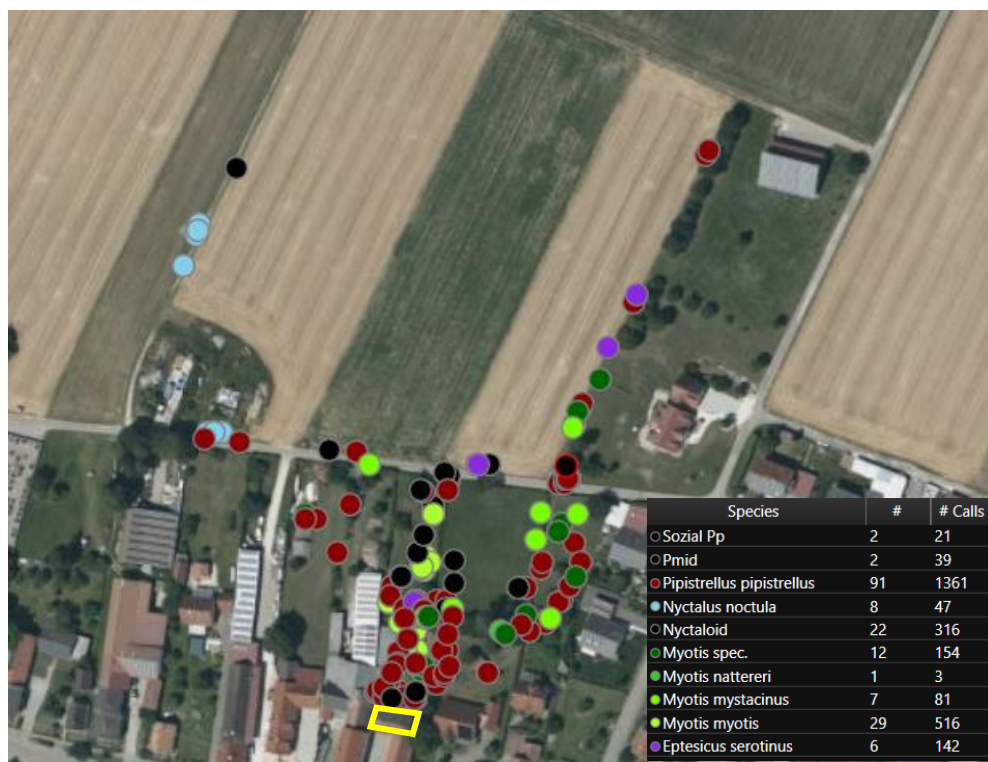 Species # # Calls
Sozial Pp 2 21
Pmid 2 39
Pipistrellus pipistrellus 91 1361
Nyctalus noctula 8 47
Nyctaloid 22 316
Myotis spec. 12 154
Myotis nattereri 1 3
Myotis mystacinus 7 81
Myotis myotis 29 516
Eptesicus serotinus 6 142